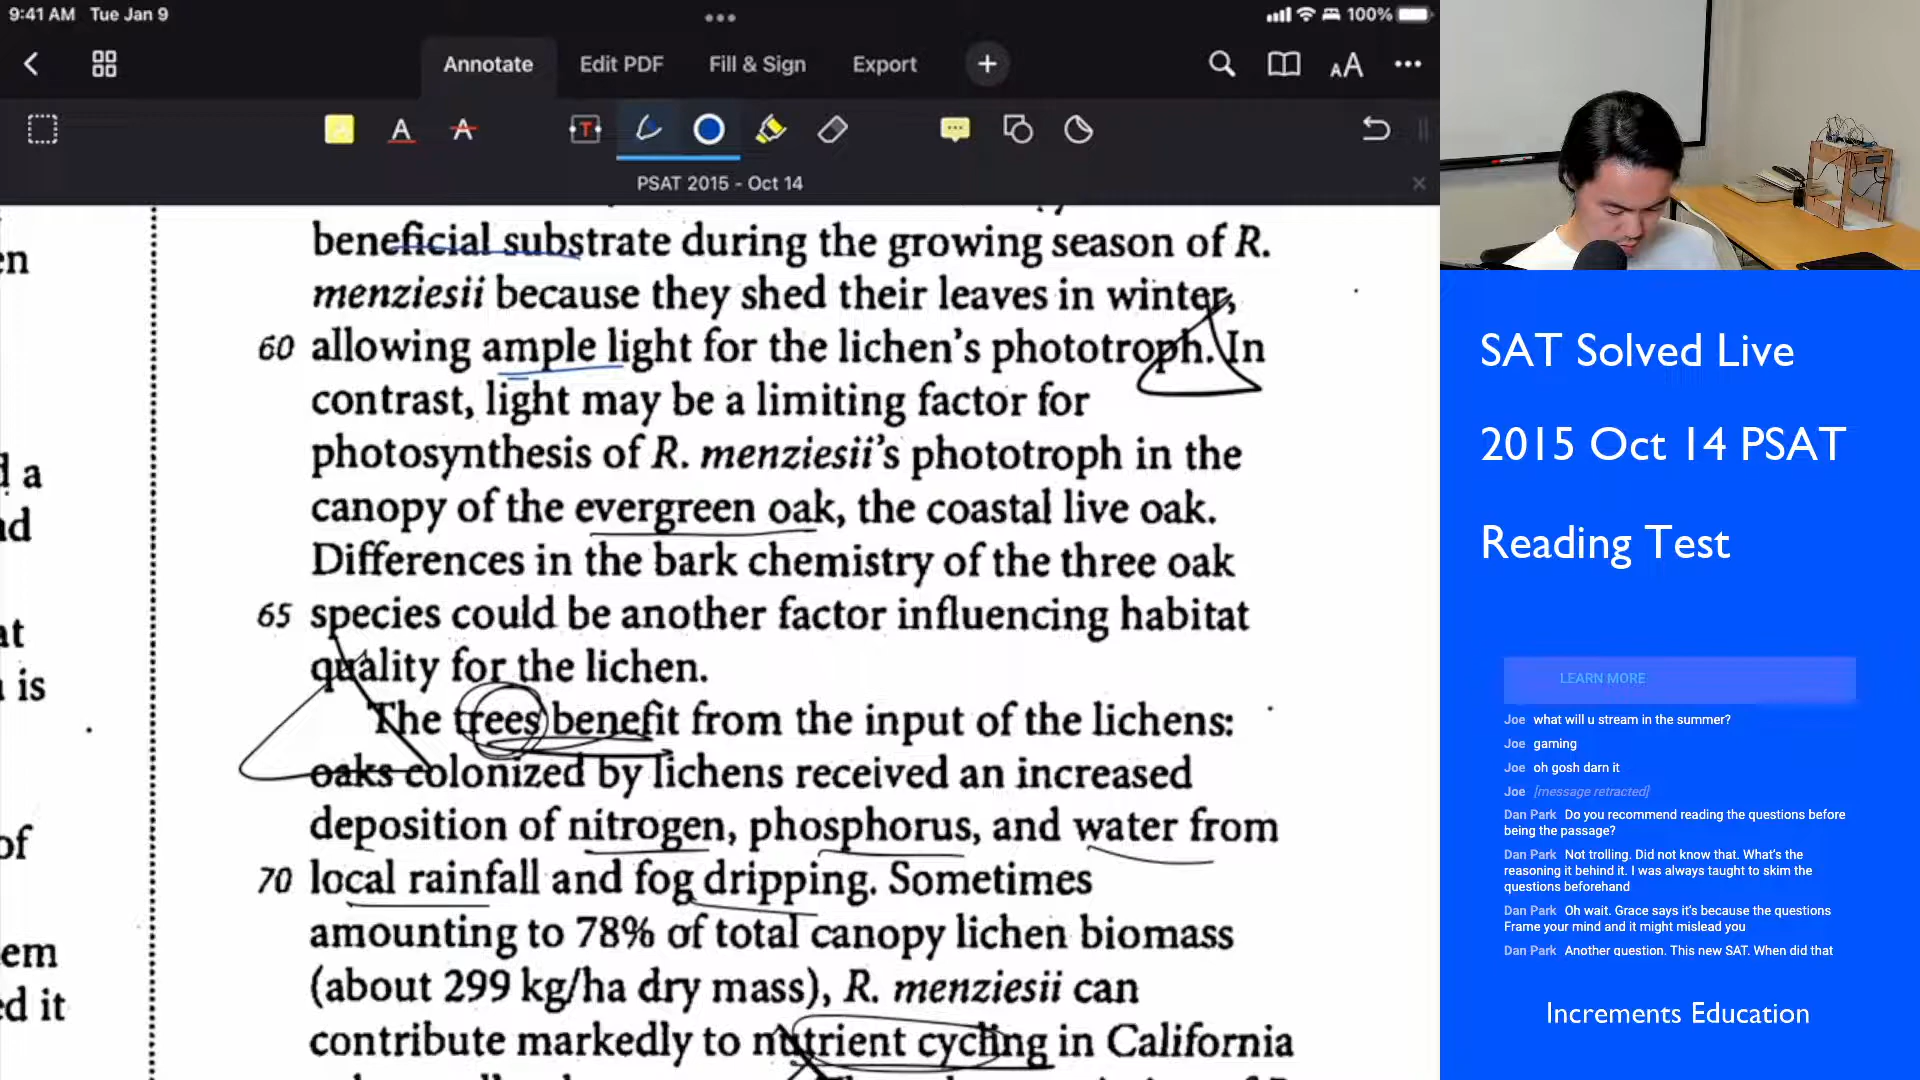 9:41 AM Tue Jan 9
100%
Annotate
Edit PDF
Fill & Sign
Export
AA
A
A
T
PSAT 2015 - Oct 14
en
d a
nd
at
is
of
em
d it
beneficial substrate during the growing season of R.
menziesii because they shed their leaves in winter,
60 allowing ample light for the lichen's phototroph. In
contrast, light may be a limiting factor for
photosynthesis of R. menziesii's phototroph in the
canopy of the evergreen oak, the coastal live oak.
Differences in the bark chemistry of the three oak
65 species could be another factor influencing habitat
quality for the lichen.
The trees benefit from the input of the lichens:
oaks colonized by lichens received an increased
deposition of nitrogen, phosphorus, and water from
70 local rainfall and fog dripping. Sometimes
amounting to 78% of total canopy lichen biomass
(about 299 kg/ha dry mass), R. menziesii can
contribute markedly to nutrient cycling in California
SAT Solved Live
2015 Oct 14 PSAT
Reading Test
LEARN MORE
Joe what will u stream in the summer?
Joe gaming
Joe oh gosh darn it
Joe [message retracted]
Dan Park Do you recommend reading the questions before
being the passage?
Dan Park Not trolling. Did not know that. What's the
reasoning it behind it. I was always taught to skim the
questions beforehand
Dan Park Oh wait. Grace says it's because the questions
Frame your mind and it might mislead you
Dan Park Another question. This new SAT. When did that
Increments Education